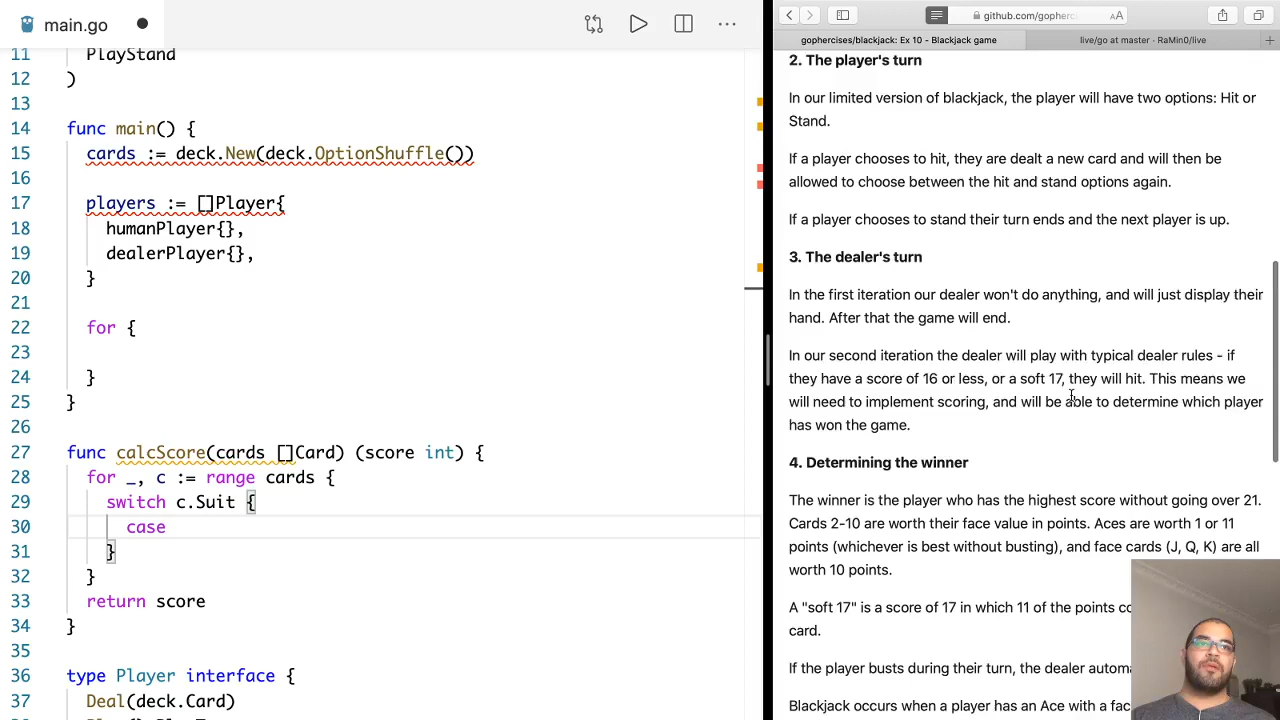 main.go
11 PlayStand
12 )
13
14 func main() {
15 cards := deck.New(deck.OptionShuffle())
16
17 players := []Player{
18 humanPlayer{},
19 dealerPlayer{},
20 }
21
22 for {
23
24 }
25 }
26
27 func calcScore(cards []Card) (score int) {
28 for _, c := range cards {
29 switch c.Suit {
30 case
31 }
32 }
33 return score
34 }
35
36 type Player interface {
37 Deal(deck.Card)
github.com/gopherci
AA
gophercises/blackjack: Ex 10 - Blackjack game
live/go at master · RaMin0/live
2. The player's turn
In our limited version of blackjack, the player will have two options: Hit or
Stand.
If a player chooses to hit, they are dealt a new card and will then be
allowed to choose between the hit and stand options again.
If a player chooses to stand their turn ends and the next player is up.
3. The dealer's turn
In the first iteration our dealer won't do anything, and will just display their
hand. After that the game will end.
In our second iteration the dealer will play with typical dealer rules - if
they have a score of 16 or less, or a soft 17, they will hit. This means we
will need to implement scoring, and will be able to determine which player
has won the game.
4. Determining the winner
The winner is the player who has the highest score without going over 21.
Cards 2-10 are worth their face value in points. Aces are worth 1 or 11
points (whichever is best without busting), and face cards (J, Q, K) are all
worth 10 points.
A "soft 17" is a score of 17 in which 11 of the points co
card.
If the player busts during their turn, the dealer automa
Blackjack occurs when a player has an Ace with a fac